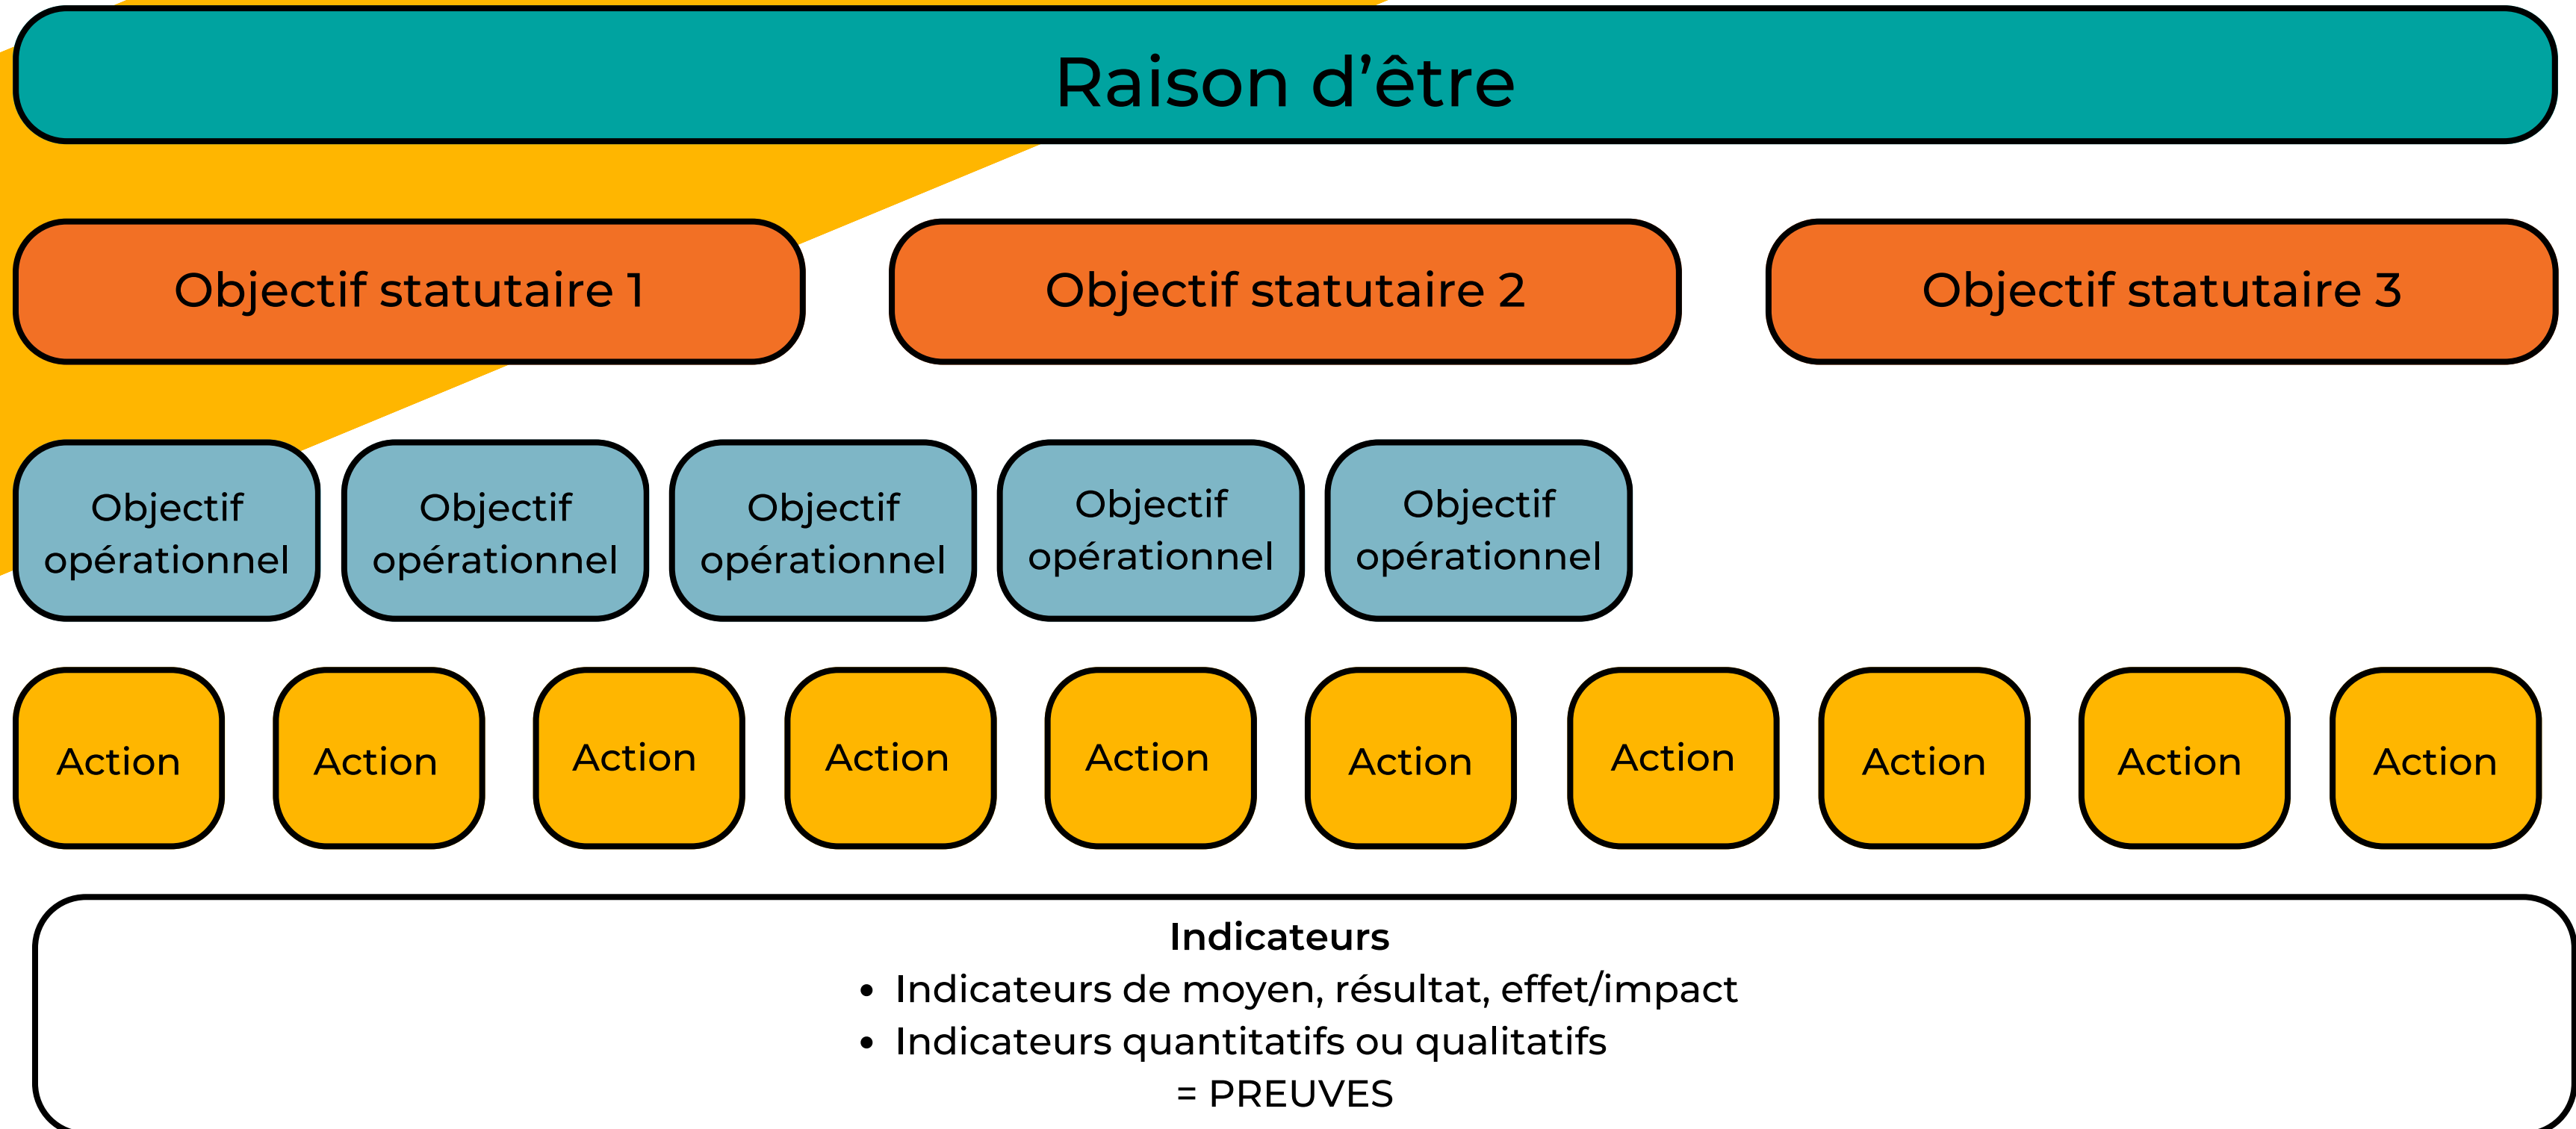 Raison d’être
Objectif statutaire 1
Objectif statutaire 2
Objectif statutaire 3
Objectif
opérationnel
Objectif
opérationnel
Objectif
opérationnel
Objectif
opérationnel
Objectif
opérationnel
Action
Action
Action
Action
Action
Action
Action
Action
Action
Action
Indicateurs
• Indicateurs de moyen, résultat, effet/impact
• Indicateurs quantitatifs ou qualitatifs
= PREUVES